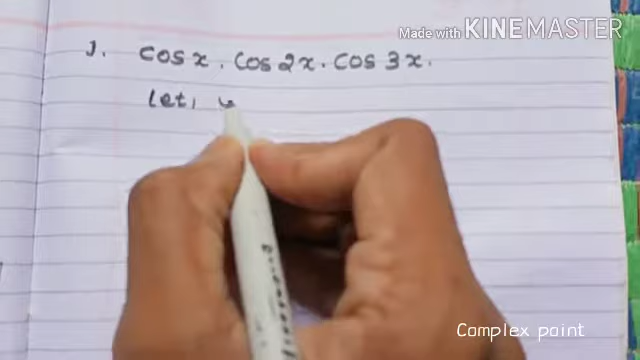 Made with KINEMASTER
1. cos x . cos 2x . cos 3x.
let, y
Complex point